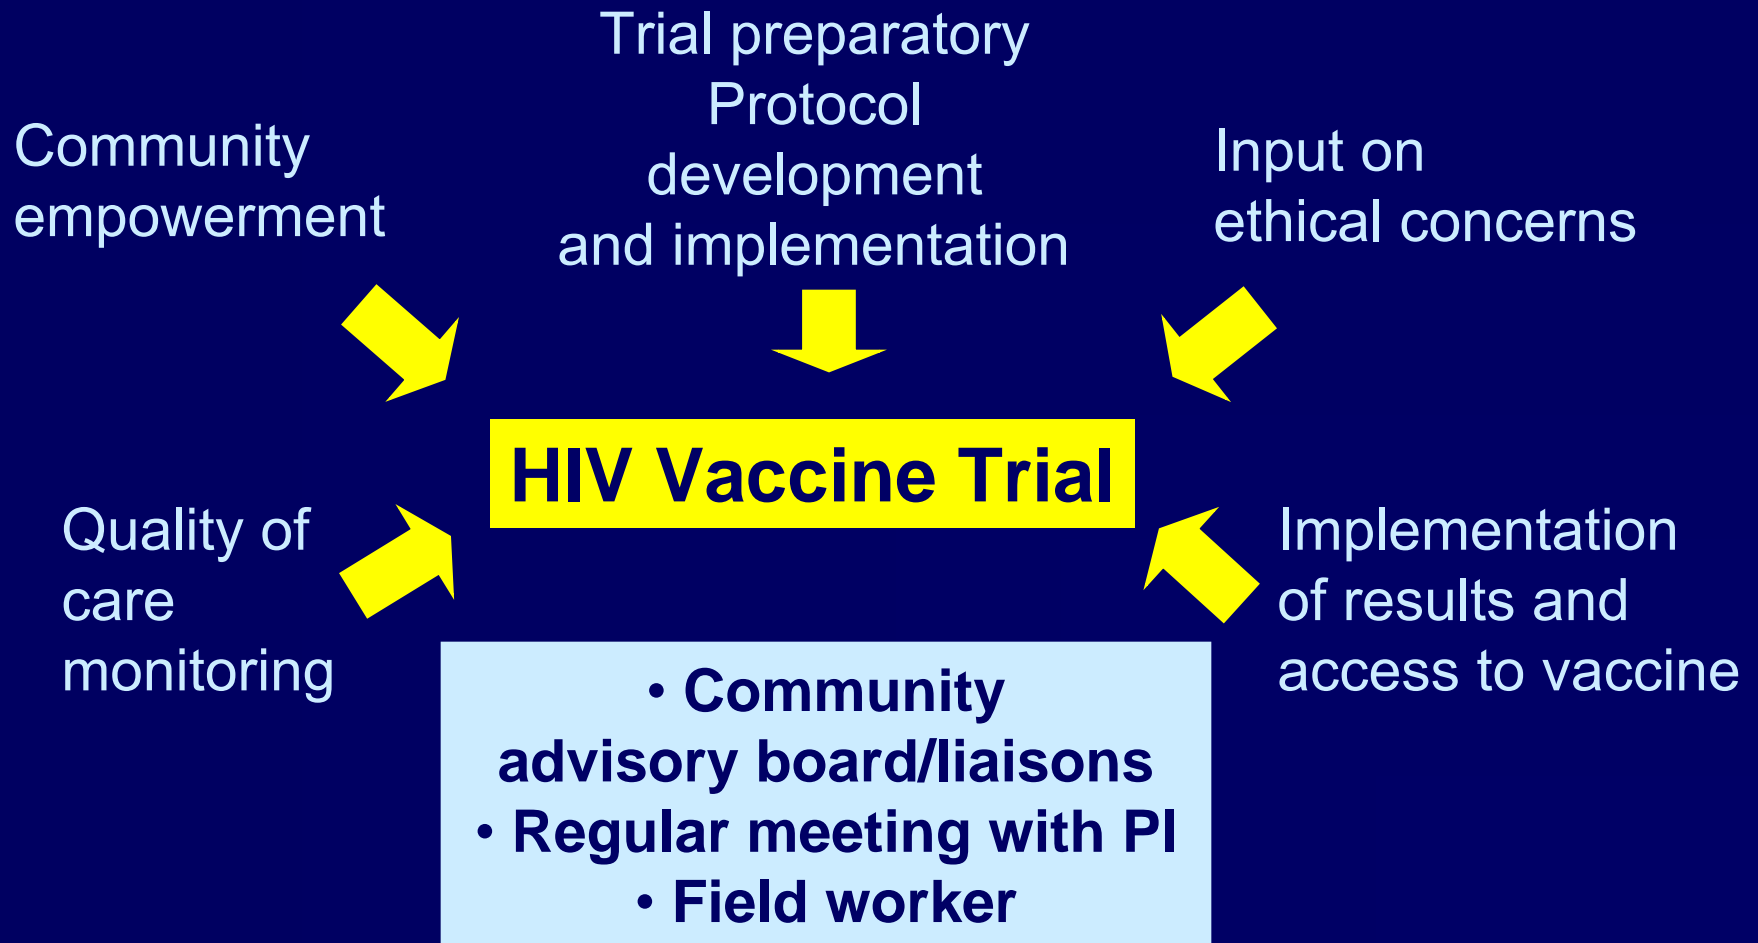 Trial preparatory
Protocol
development
and implementation
Community
empowerment
Input on
ethical concerns
HIV Vaccine Trial
Quality of
care
monitoring
Implementation
of results and
access to vaccine
• Community
advisory board/liaisons
• Regular meeting with PI
• Field worker